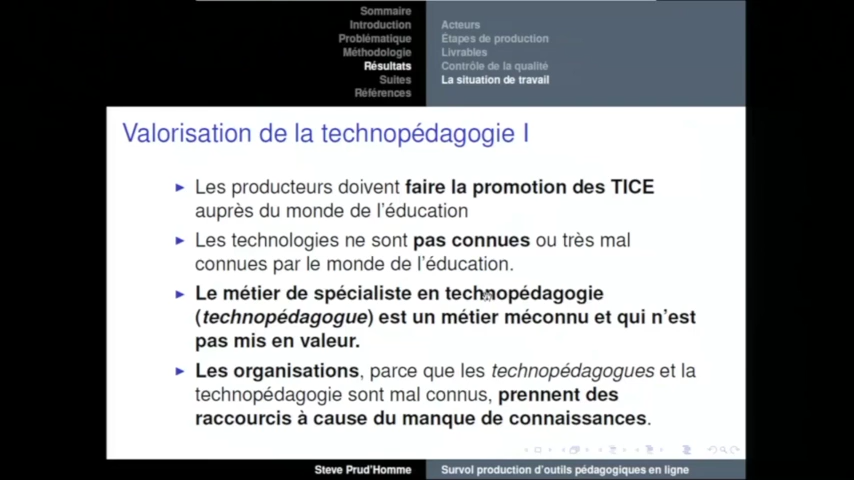 Sommaire
Introduction
Problématique
Méthodologie
Résultats
Suites
Références
Acteurs
Étapes de production
Livrables
Contrôle de la qualité
La situation de travail
Valorisation de la technopédagogie I
Les producteurs doivent faire la promotion des TICE
auprès du monde de l'éducation
Les technologies ne sont pas connues ou très mal
connues par le monde de l'éducation.
Le métier de spécialiste en technopédagogie
(technopédagogue) est un métier méconnu et qui n'est
pas mis en valeur.
Les organisations, parce que les technopédagogues et la
technopédagogie sont mal connus, prennent des
raccourcis à cause du manque de connaissances.
Steve Prud'Homme
Survol production d'outils pédagogiques en ligne